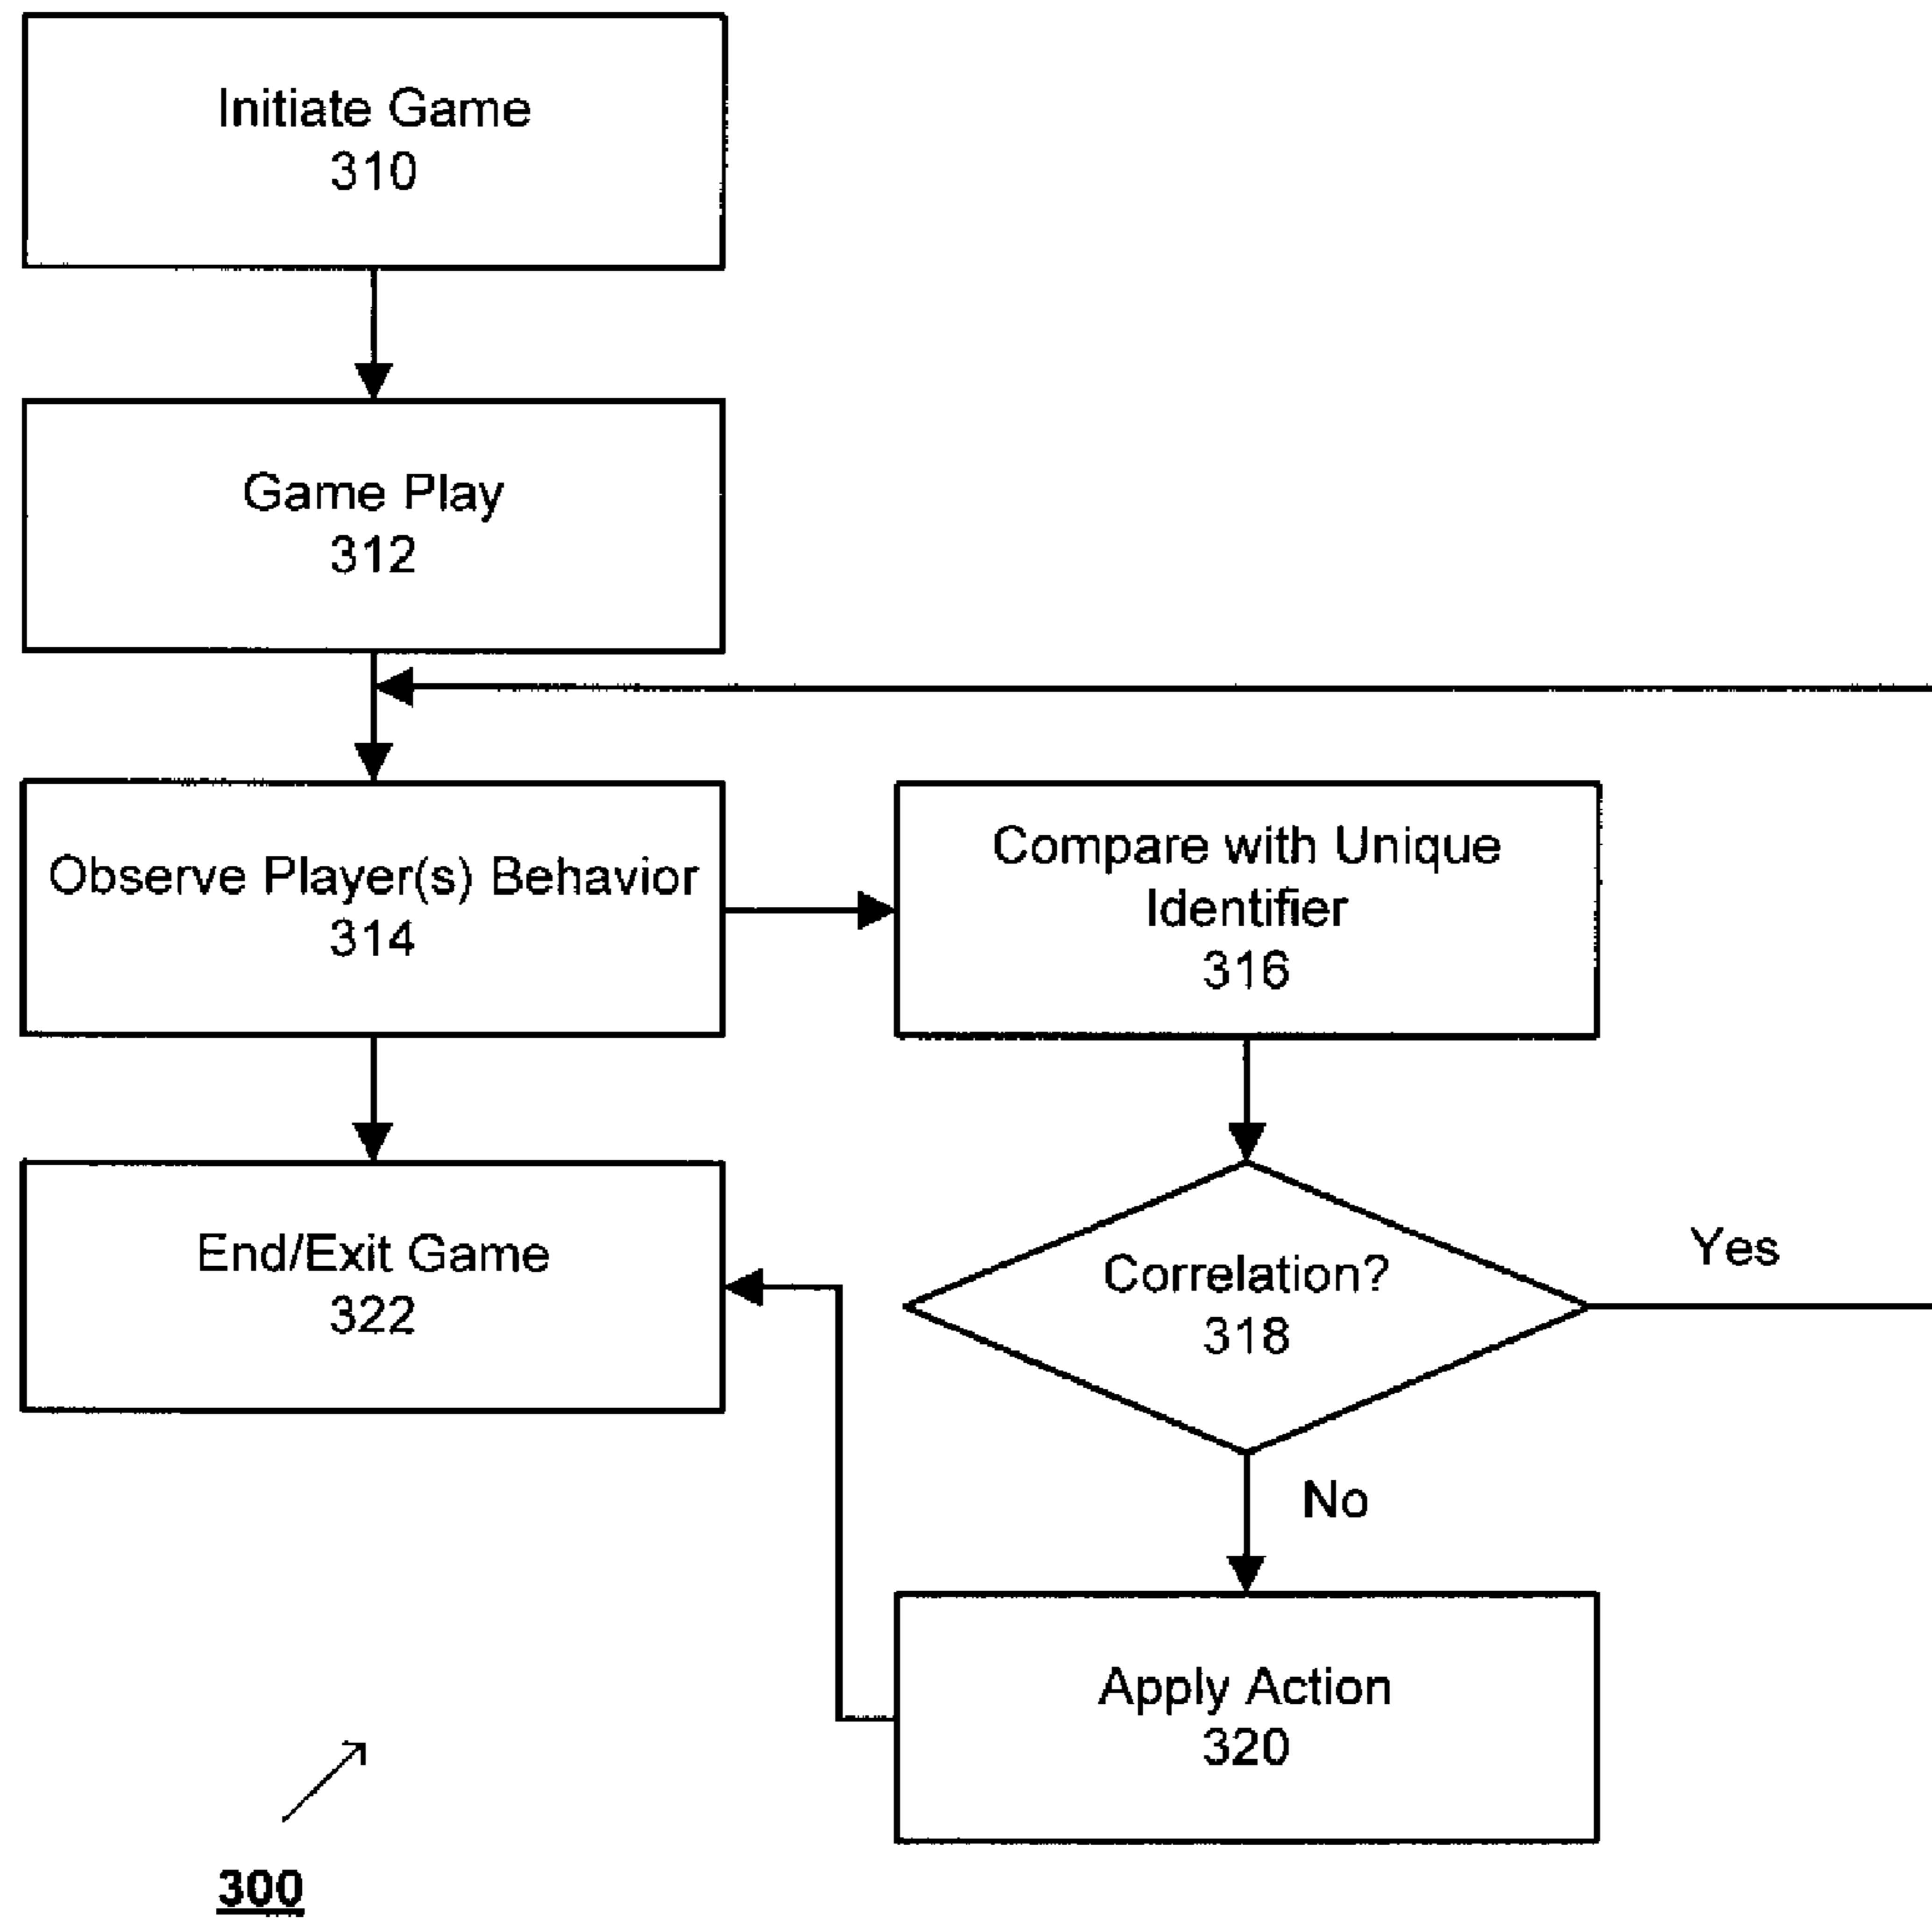 Initiate Game
310
Game Play
312
Observe Player(s) Behavior
314
Compare with Unique
Identifier
316
End/Exit Game
322
Correlation?
318
Yes
No
Apply Action
320
300